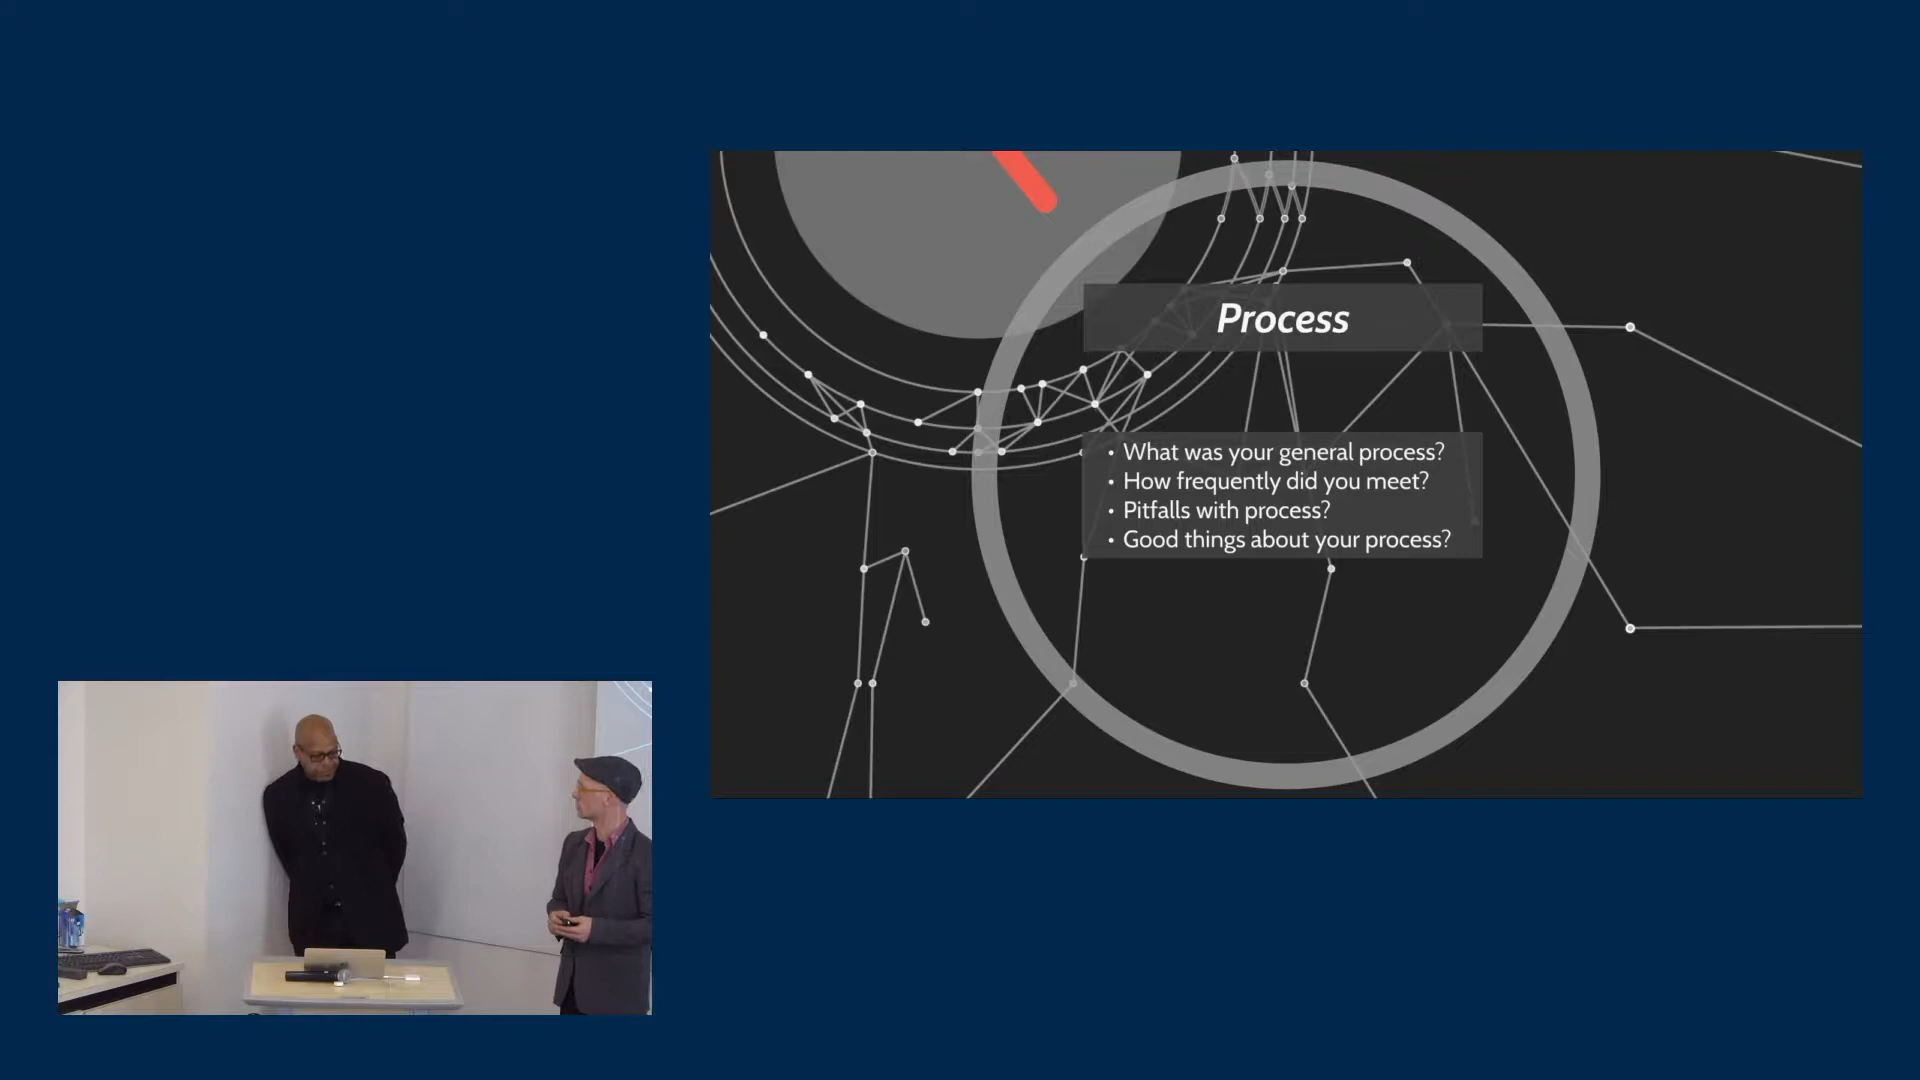 Process
• What was your general process?
• How frequently did you meet?
• Pitfalls with process?
• Good things about your process?